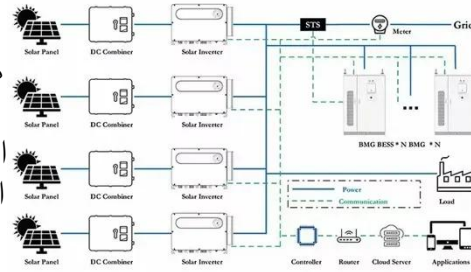 STS
Grid
Meter
Solar Panel
DC Combiner
Solar Inverter
Solar Panel
DC Combiner
Solar Inverter
BMG BESS * N BMG * N
Solar Panel
DC Combiner
Solar Inverter
Power
Communication
Load
Solar Panel
DC Combiner
Solar Inverter
Controller
Router
Cloud Server
Applications